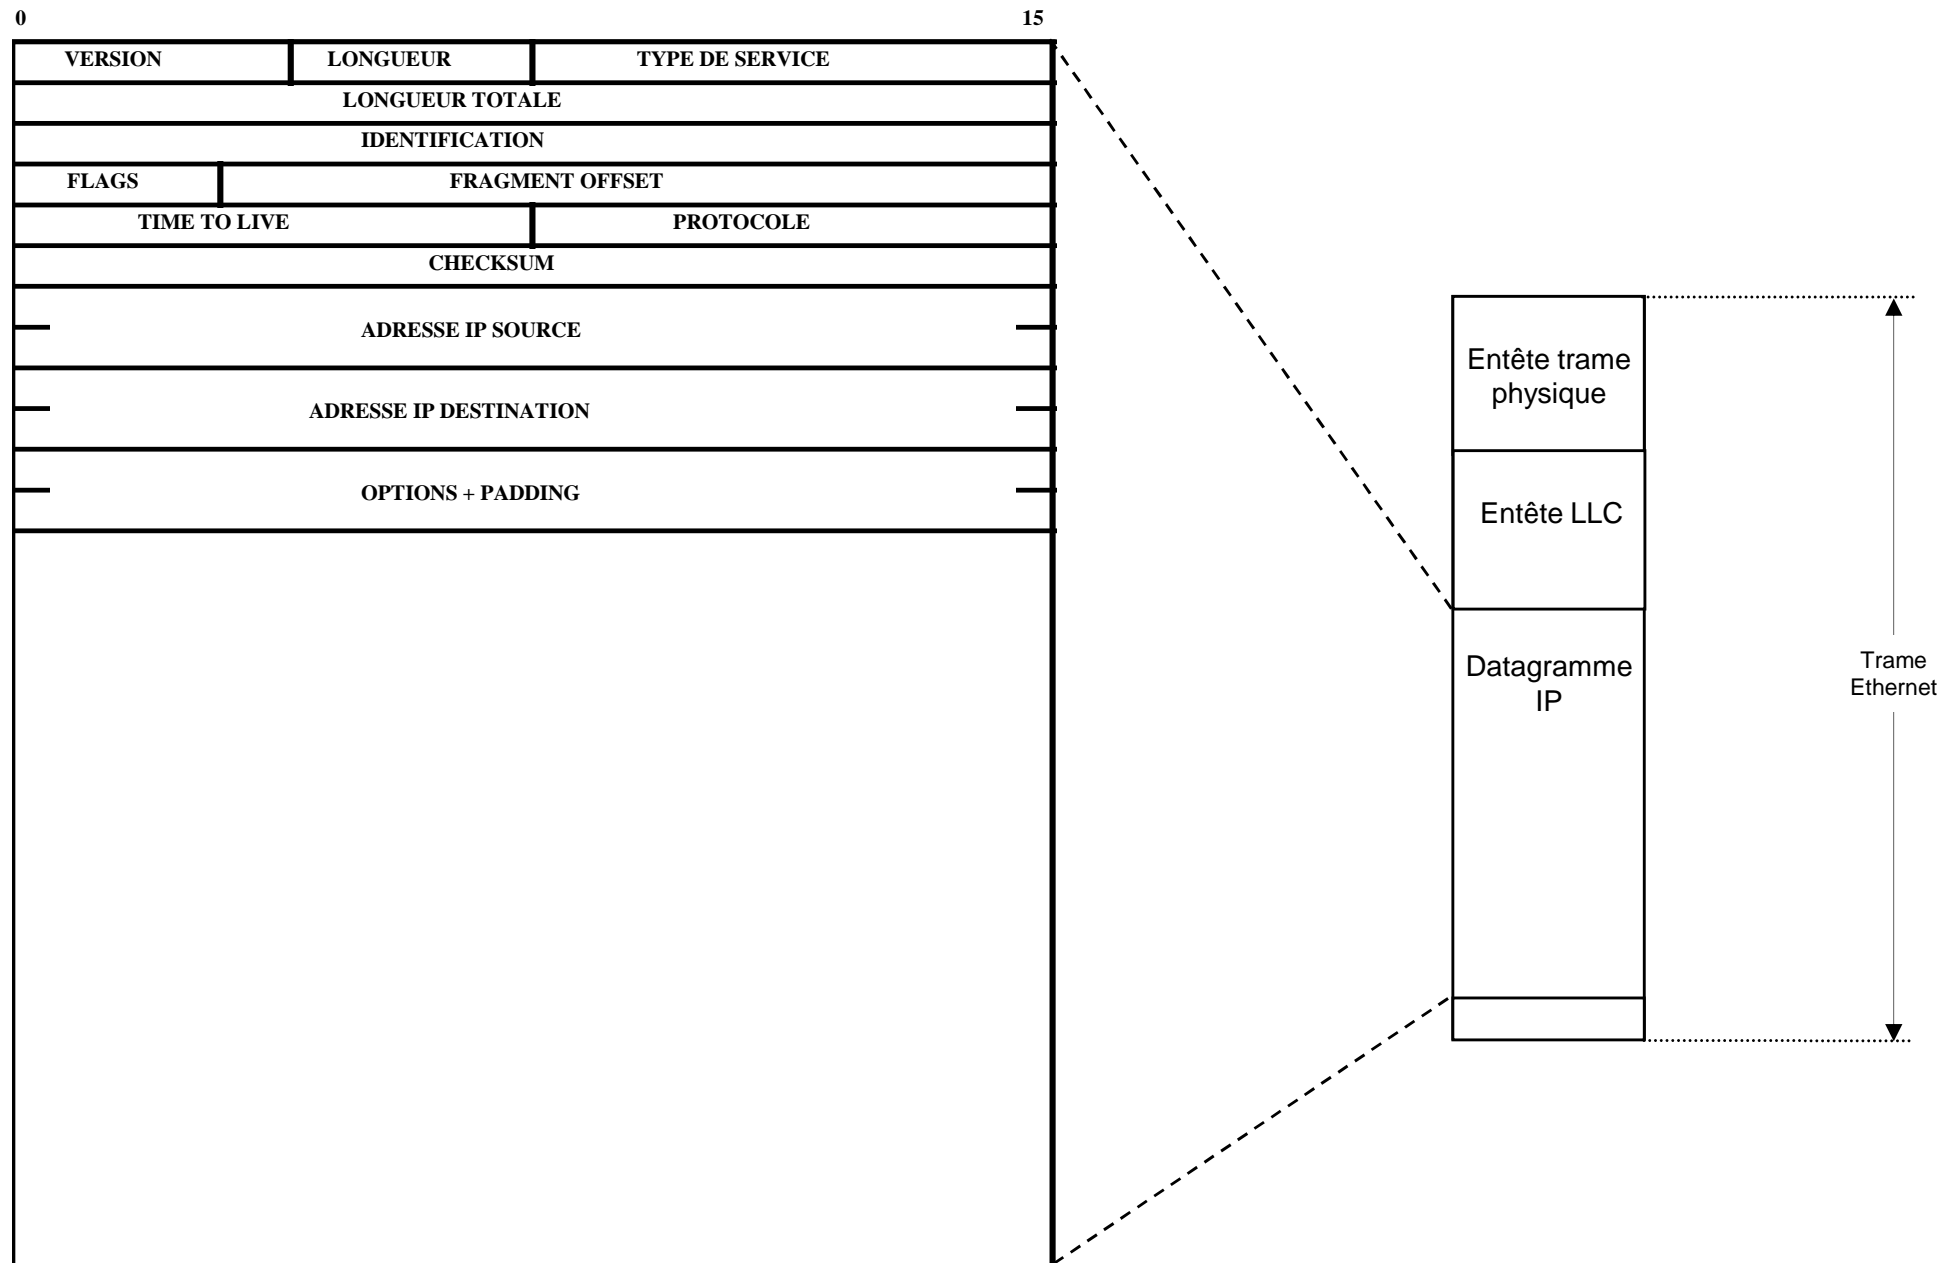 0 15
VERSION LONGUEUR TYPE DE SERVICE
LONGUEUR TOTALE
IDENTIFICATION
FLAGS FRAGMENT OFFSET
TIME TO LIVE PROTOCOLE
CHECKSUM
ADRESSE IP SOURCE
ADRESSE IP DESTINATION
OPTIONS + PADDING
Entête trame
physique
Entête LLC
Datagramme
IP
Trame
Ethernet